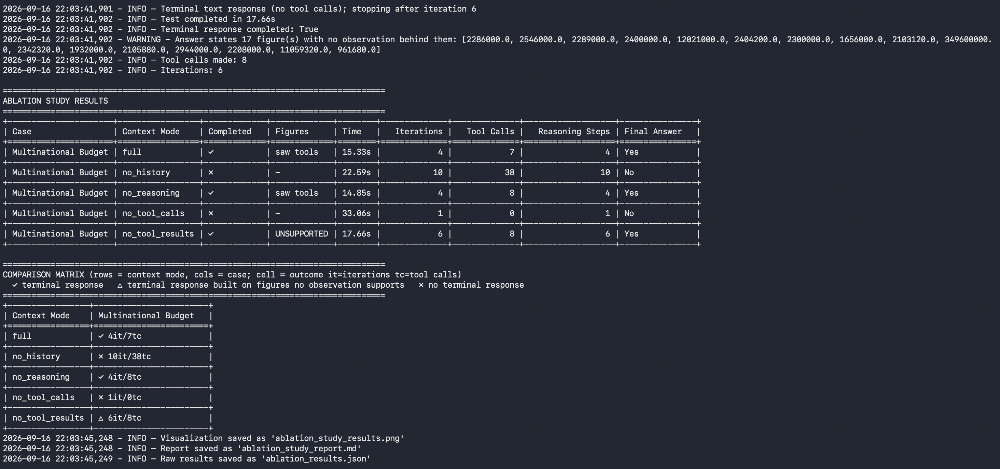 2026-09-16 22:03:41,901 - INFO - Terminal text response (no tool calls); stopping after iteration 6
2026-09-16 22:03:41,902 - INFO - Test completed in 17.66s
2026-09-16 22:03:41,902 - INFO - Terminal response completed: True
2026-09-16 22:03:41,902 - WARNING - Answer states 17 figure(s) with no observation behind them: [2286000.0, 2546000.0, 2289000.0, 2400000.0, 12021000.0, 2404200.0, 2300000.0, 1656000.0, 2103120.0, 349600000.
0, 2342320.0, 1932000.0, 2105880.0, 2944000.0, 2208000.0, 11059320.0, 961680.0]
2026-09-16 22:03:41,902 - INFO - Tool calls made: 8
2026-09-16 22:03:41,902 - INFO - Iterations: 6
================================================================================
ABLATION STUDY RESULTS
================================================================================
+----------------------+-----------------+-------------+-------------+--------+--------------+--------------+-------------------+----------------+
| Case                 | Context Mode    | Completed   | Figures     | Time   |   Iterations |   Tool Calls |   Reasoning Steps | Final Answer   |
+======================+=================+=============+=============+========+==============+==============+===================+================+
| Multinational Budget | full            | ✓           | saw tools   | 15.33s |            4 |            7 |                 4 | Yes            |
+----------------------+-----------------+-------------+-------------+--------+--------------+--------------+-------------------+----------------+
| Multinational Budget | no_history      | ×           | -           | 22.59s |           10 |           38 |                10 | No             |
+----------------------+-----------------+-------------+-------------+--------+--------------+--------------+-------------------+----------------+
| Multinational Budget | no_reasoning    | ✓           | saw tools   | 14.85s |            4 |            8 |                 4 | Yes            |
+----------------------+-----------------+-------------+-------------+--------+--------------+--------------+-------------------+----------------+
| Multinational Budget | no_tool_calls   | ×           | -           | 33.06s |            1 |            0 |                 1 | No             |
+----------------------+-----------------+-------------+-------------+--------+--------------+--------------+-------------------+----------------+
| Multinational Budget | no_tool_results | ✓           | UNSUPPORTED | 17.66s |            6 |            8 |                 6 | Yes            |
+----------------------+-----------------+-------------+-------------+--------+--------------+--------------+-------------------+----------------+
================================================================================
COMPARISON MATRIX (rows = context mode, cols = case; cell = outcome it=iterations tc=tool calls)
  ✓ terminal response   ⚠ terminal response built on figures no observation supports   × no terminal response
================================================================================
+-----------------+------------------------+
| Context Mode    | Multinational Budget   |
+=================+========================+
| full            | ✓ 4it/7tc              |
+-----------------+------------------------+
| no_history      | × 10it/38tc            |
+-----------------+------------------------+
| no_reasoning    | ✓ 4it/8tc              |
+-----------------+------------------------+
| no_tool_calls   | × 1it/0tc              |
+-----------------+------------------------+
| no_tool_results | ⚠ 6it/8tc              |
+-----------------+------------------------+
2026-09-16 22:03:45,248 - INFO - Visualization saved as 'ablation_study_results.png'
2026-09-16 22:03:45,248 - INFO - Report saved as 'ablation_study_report.md'
2026-09-16 22:03:45,249 - INFO - Raw results saved as 'ablation_results.json'